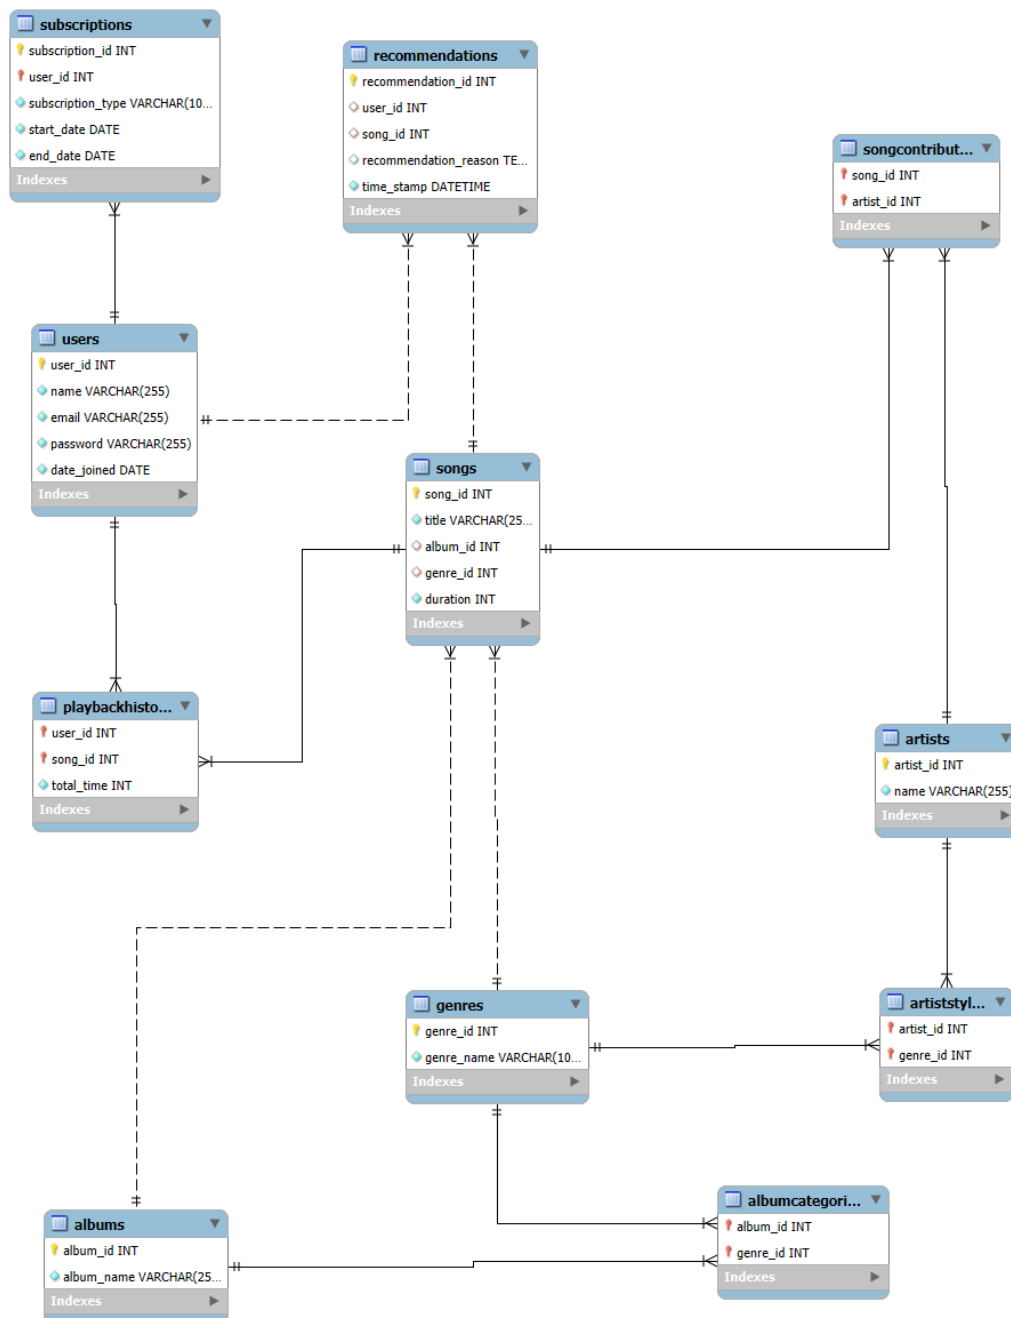 subscriptions
subscription_id INT
user_id INT
subscription_type VARCHAR(10...
start_date DATE
end_date DATE
Indexes
recommendations
recommendation_id INT
user_id INT
song_id INT
recommendation_reason TE...
time_stamp DATETIME
Indexes
songcontribut...
song_id INT
artist_id INT
Indexes
users
user_id INT
name VARCHAR(255)
email VARCHAR(255)
password VARCHAR(255)
date_joined DATE
Indexes
songs
song_id INT
title VARCHAR(25...
album_id INT
genre_id INT
duration INT
Indexes
playbackhisto...
user_id INT
song_id INT
total_time INT
Indexes
artists
artist_id INT
name VARCHAR(255)
Indexes
genres
genre_id INT
genre_name VARCHAR(10...
Indexes
artiststyl...
artist_id INT
genre_id INT
Indexes
albums
album_id INT
album_name VARCHAR(25...
Indexes
albumcategori...
album_id INT
genre_id INT
Indexes